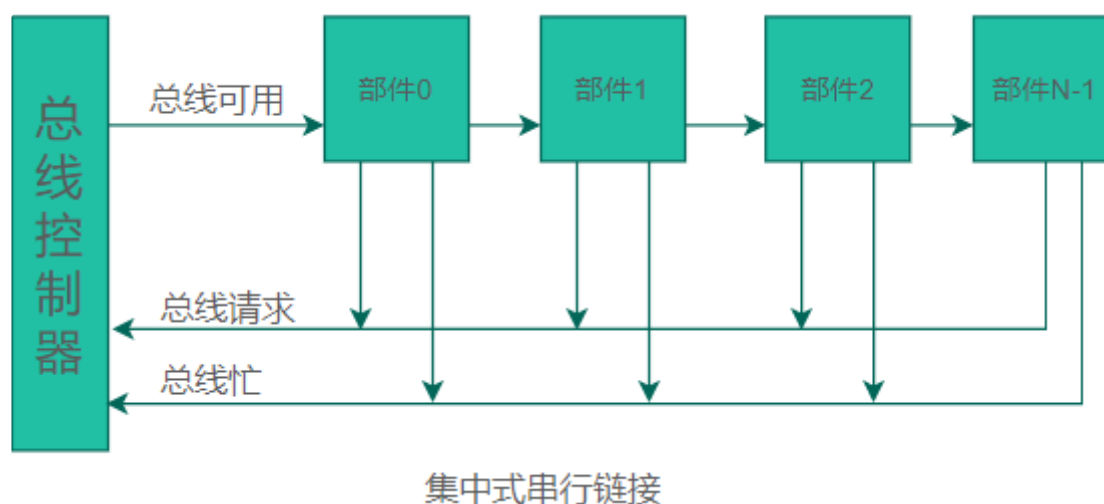 总线控制器
总线可用
部件0
部件1
部件2
部件N-1
总线请求
总线忙
集中式串行链接